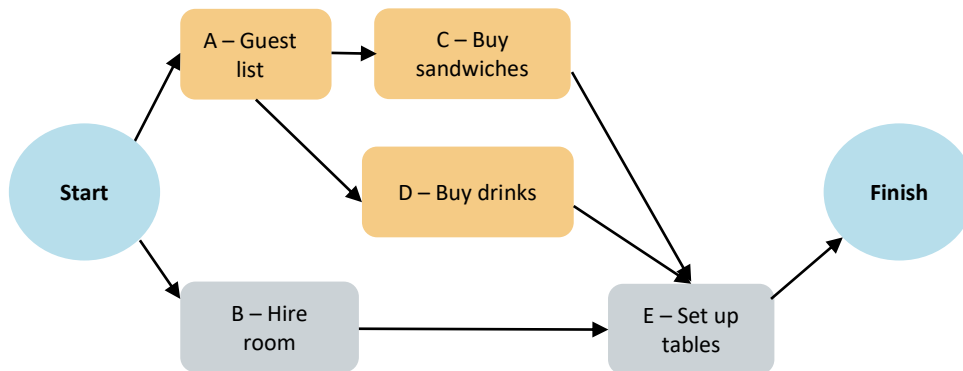 A – Guest
list
C – Buy
sandwiches
Start
D – Buy drinks
Finish
B – Hire
room
E – Set up
tables